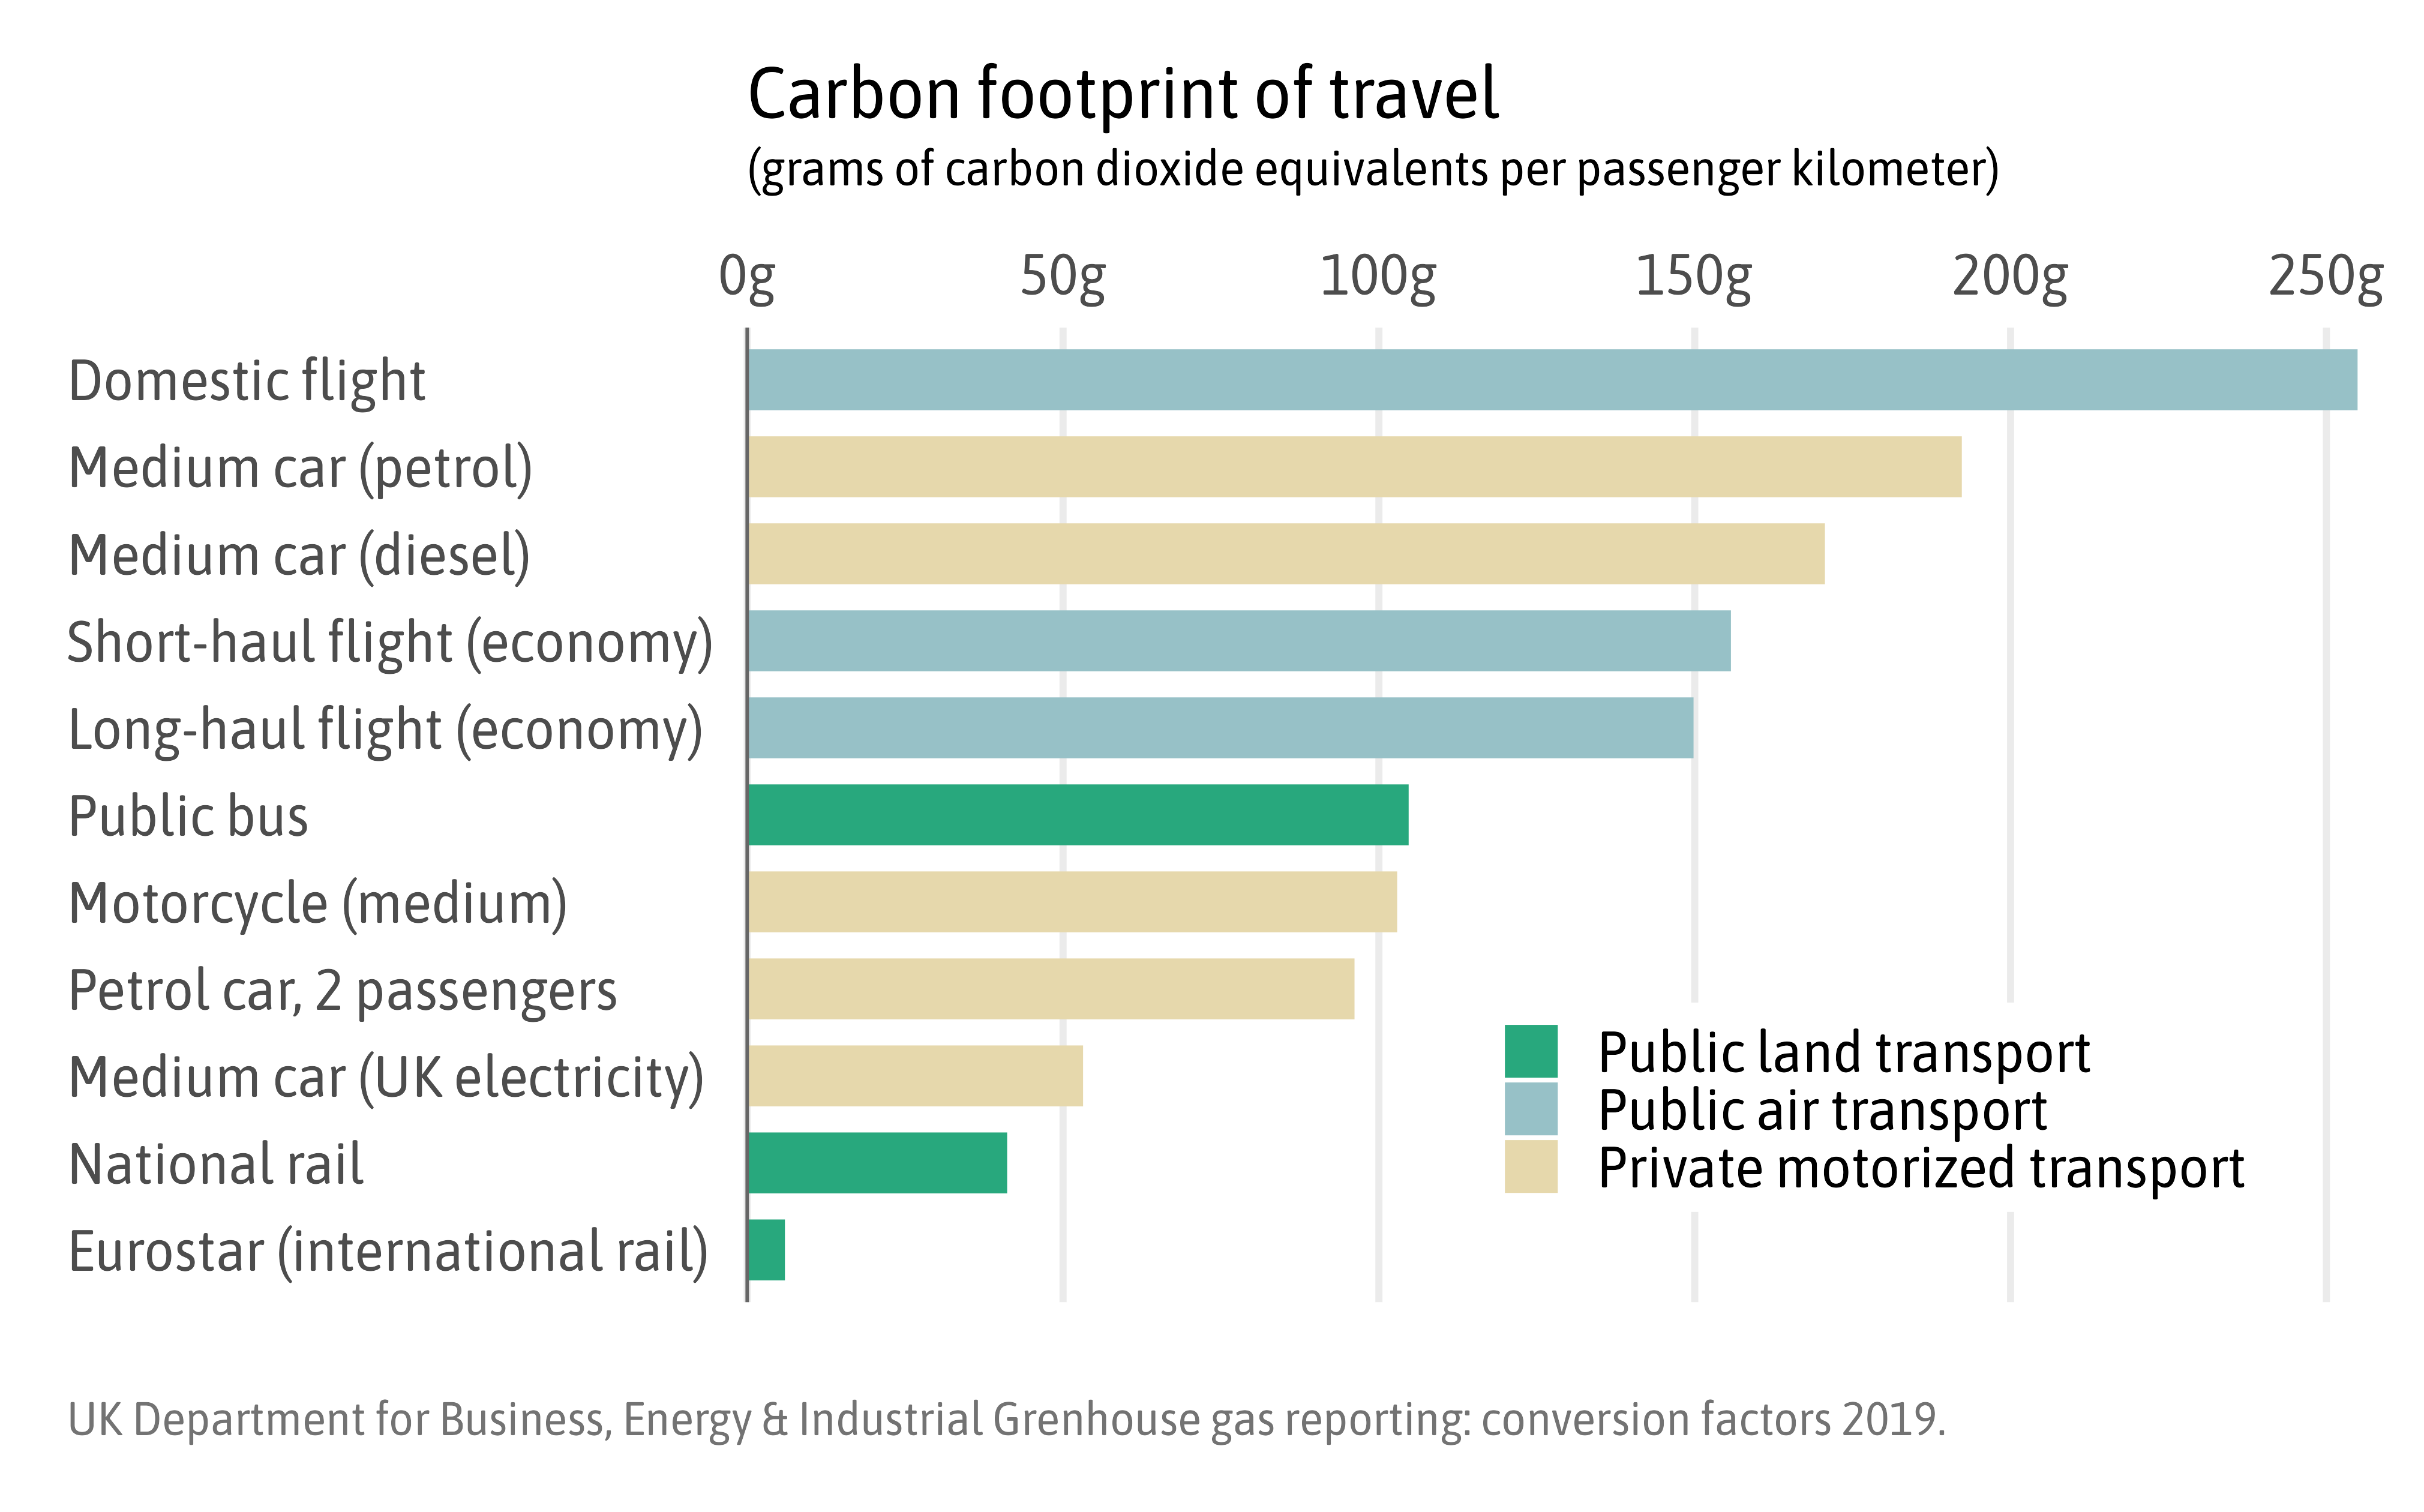 Carbon footprint of travel
(grams of carbon dioxide equivalents per passenger kilometer)
0g 50g 100g 150g 200g 250g
Domestic flight
Medium car (petrol)
Medium car (diesel)
Short-haul flight (economy)
Long-haul flight (economy)
Public bus
Motorcycle (medium)
Petrol car, 2 passengers
Medium car (UK electricity)
National rail
Eurostar (international rail)
Public land transport
Public air transport
Private motorized transport
UK Department for Business, Energy & Industrial Grenhouse gas reporting: conversion factors 2019.